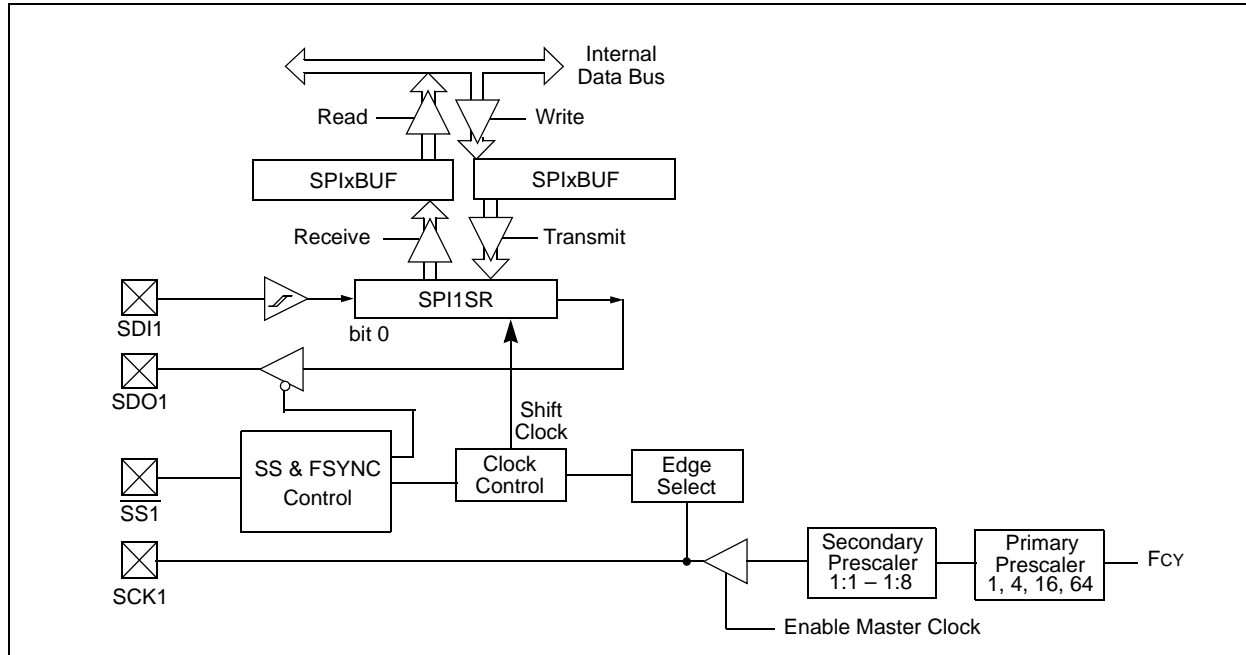 Internal
Data Bus
Read
Write
SPIxBUF
SPIxBUF
Receive
Transmit
SPI1SR
SDI1
bit 0
SDO1
Shift
Clock
SS & FSYNC
Control
Clock
Control
Edge
Select
SS1
Secondary
Prescaler
1:1 – 1:8
Primary
Prescaler
1, 4, 16, 64
FCY
SCK1
Enable Master Clock